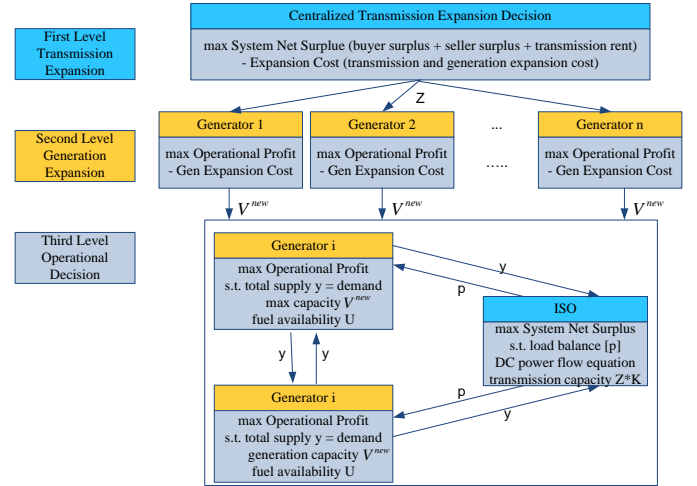 First Level
Transmission
Expansion
Centralized Transmission Expansion Decision
max System Net Surplue (buyer surplus + seller surplus + transmission rent)
- Expansion Cost (transmission and generation expansion cost)
Z
Second Level
Generation
Expansion
Generator 1
max Operational Profit
- Gen Expansion Cost
Generator 2
max Operational Profit
- Gen Expansion Cost
...
.....
Generator n
max Operational Profit
- Gen Expansion Cost
V^new
V^new
V^new
Third Level
Operational
Decision
Generator i
max Operational Profit
s.t. total supply y = demand
max capacity V^new
fuel availability U
y
p
ISO
max System Net Surplus
s.t. load balance [p]
DC power flow equation
transmission capacity Z*K
y
y
p
y
Generator i
max Operational Profit
s.t. total supply y = demand
generation capacity V^new
fuel availability U